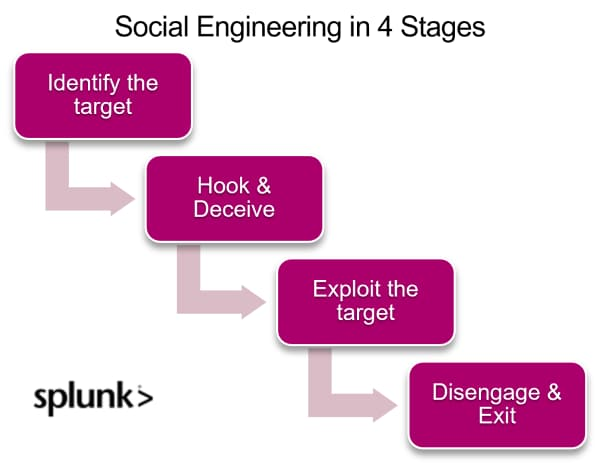 Social Engineering in 4 Stages
Identify the
target
Hook &
Deceive
Exploit the
target
Disengage &
Exit
splunk>